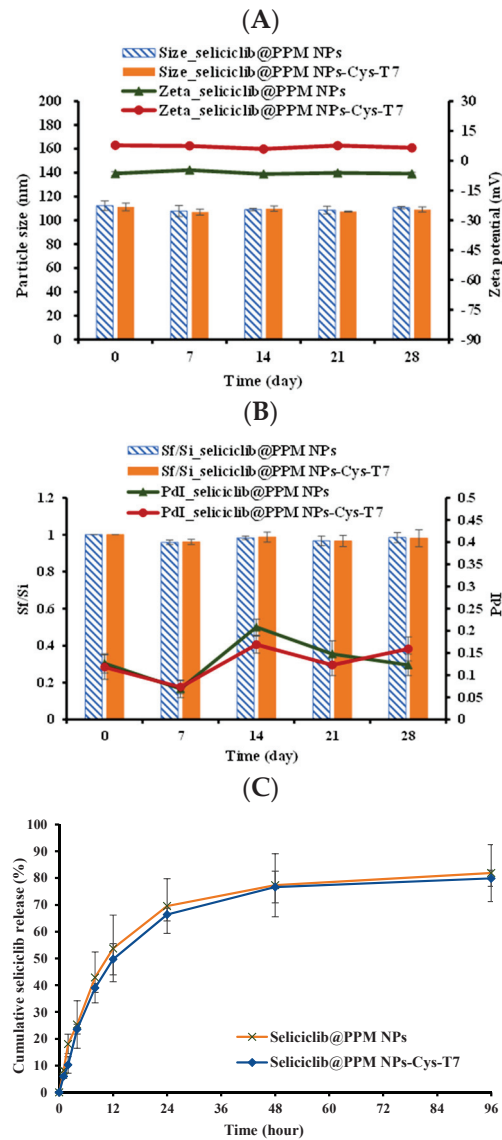 (A)
Size_seliciclib@PPM NPs
Size_seliciclib@PPM NPs-Cys-T7
Zeta_seliciclib@PPM NPs
Zeta_seliciclib@PPM NPs-Cys-T7
200
180
160
140
120
100
80
60
40
20
0
Particle size (nm)
30
15
0
-15
-30
-45
-60
-75
-90
Zeta potential (mV)
0 7 14 21 28
Time (day)
(B)
Sf/Si_seliciclib@PPM NPs
Sf/Si_seliciclib@PPM NPs-Cys-T7
PdI_seliciclib@PPM NPs
PdI_seliciclib@PPM NPs-Cys-T7
1.2
1
0.8
0.6
0.4
0.2
0
Sf/Si
0.5
0.45
0.4
0.35
0.3
0.25
0.2
0.15
0.1
0.05
0
PdI
0 7 14 21 28
Time (day)
(C)
100
90
80
70
60
50
40
30
20
10
0
Cumulative seliciclib release (%)
Seliciclib@PPM NPs
Seliciclib@PPM NPs-Cys-T7
0 12 24 36 48 60 72 84 96
Time (hour)